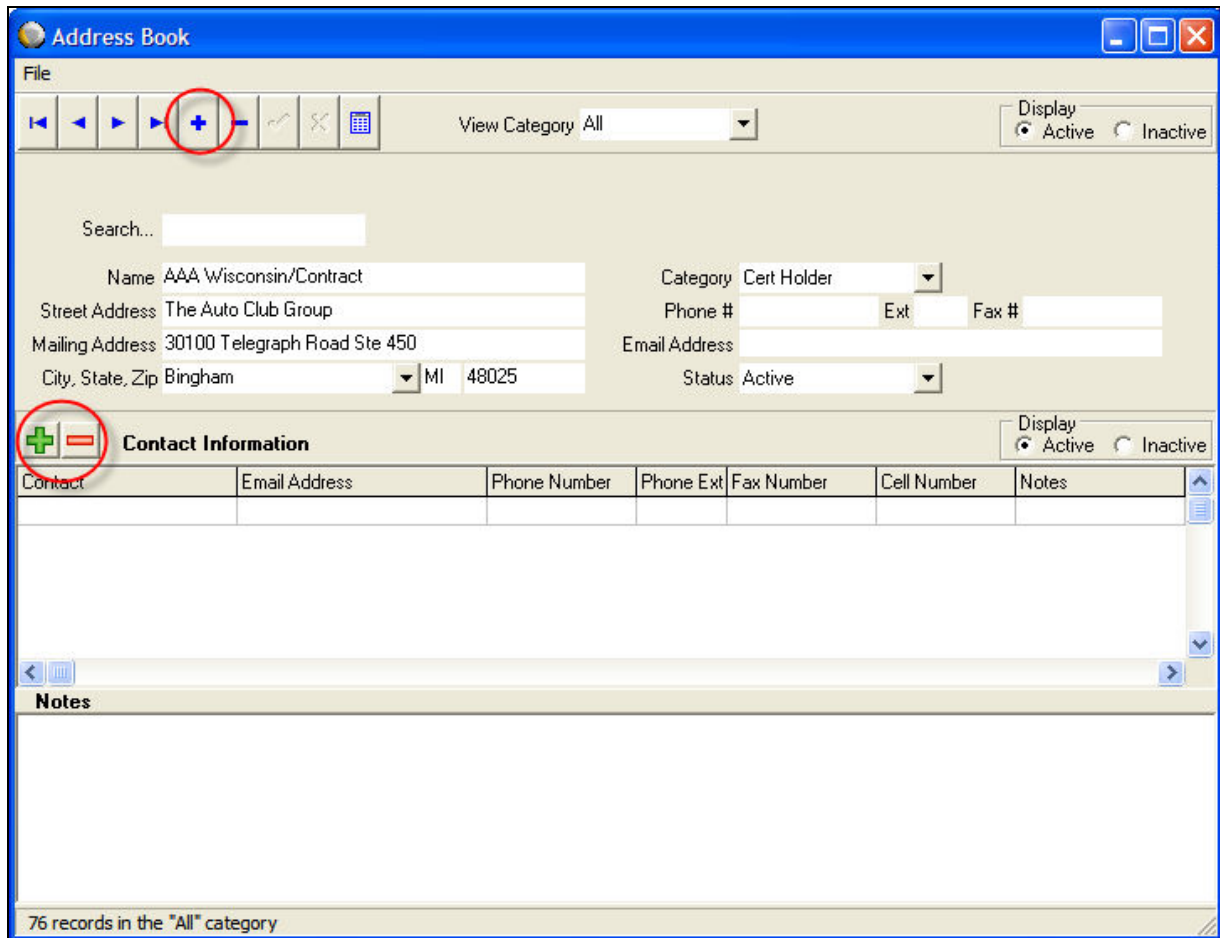 Address Book
File
View Category All
Display
Active Inactive
Search...
Name AAA Wisconsin/Contract Category Cert Holder
Street Address The Auto Club Group Phone # Ext Fax #
Mailing Address 30100 Telegraph Road Ste 450 Email Address
City, State, Zip Bingham MI 48025 Status Active
Contact Information
Display
Active Inactive
Contact Email Address Phone Number Phone Ext Fax Number Cell Number Notes
Notes
76 records in the "All" category